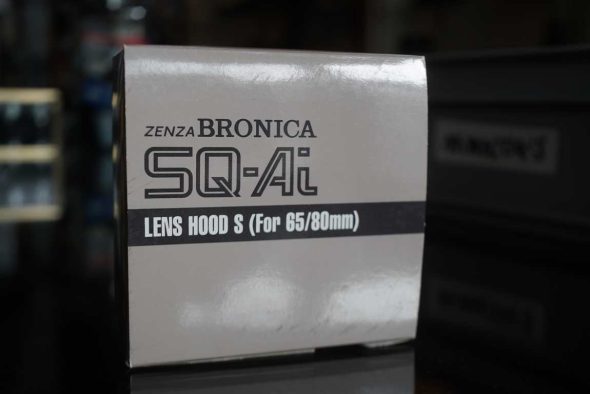 ZENZA BRONICA
SQ-Ai
LENS HOOD S (For 65/80mm)